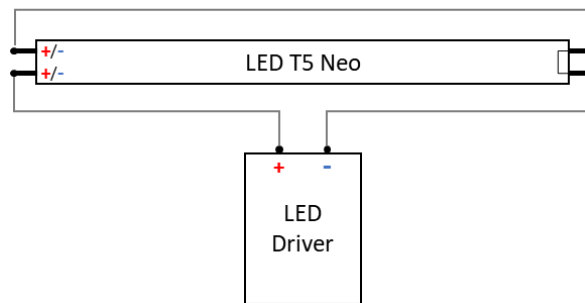 +/- LED T5 Neo
+/-
+ -
LED
Driver